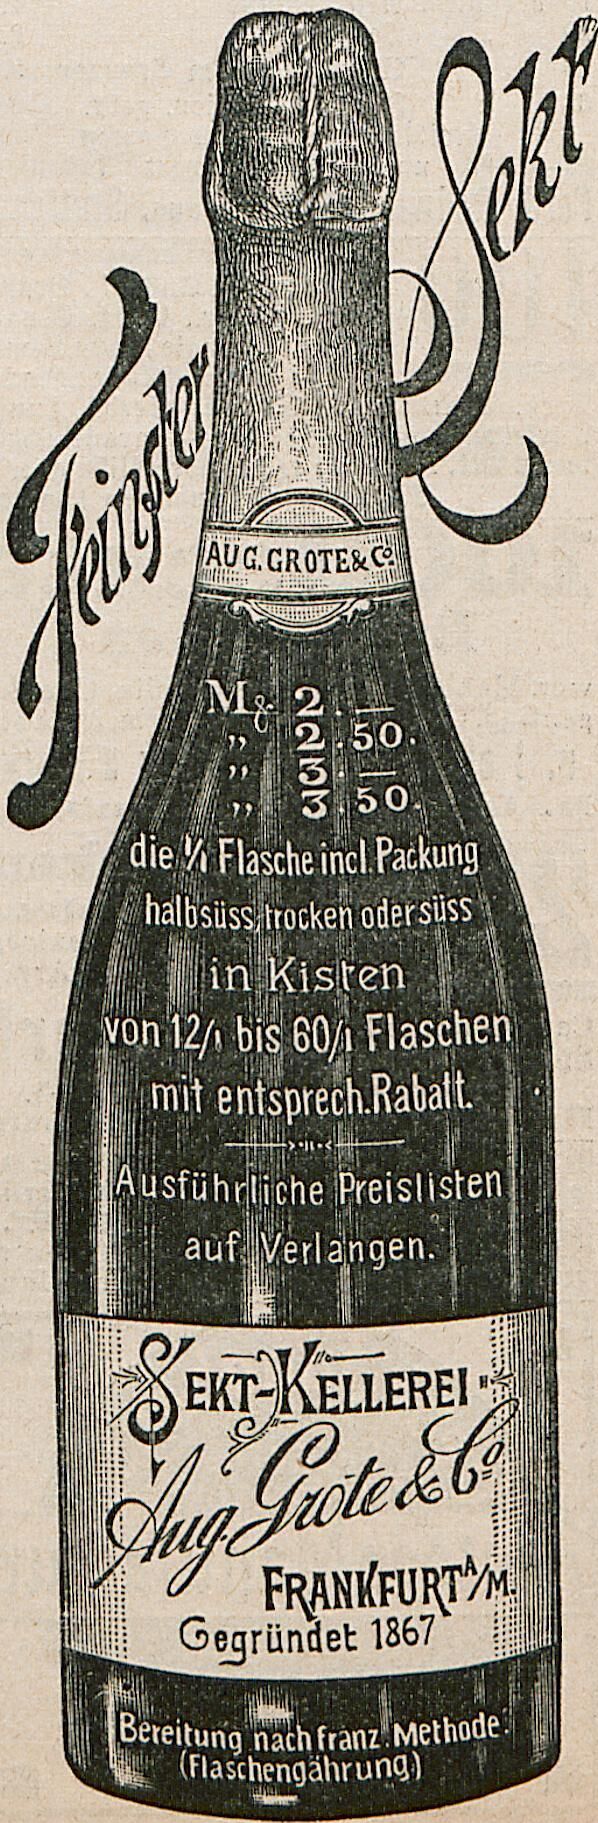 Feinster Sekt
AUG. GROTE & Cº
Mk. 2.—
„ 2.50.
„ 3.—
„ 3.50.
die 1/1 Flasche incl. Packung
halbsüss, trocken oder süss
in Kisten
von 12/1 bis 60/1 Flaschen
mit entsprech. Rabatt.
Ausführliche Preislisten
auf Verlangen.
SEKT-KELLEREI
Aug. Grote & Cº
FRANKFURT A/M.
Gegründet 1867
Bereitung nach franz. Methode.
(Flaschengährung)